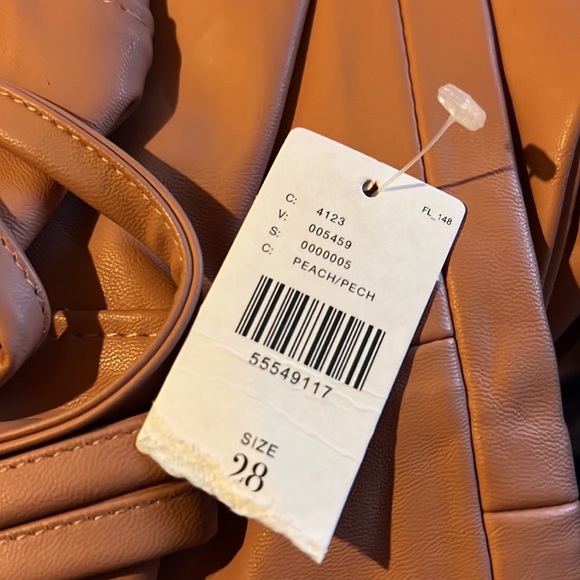 FL_148
C: 4123
V: 005459
S: 0000005
C: PEACH/PECH
55549117
SIZE
28